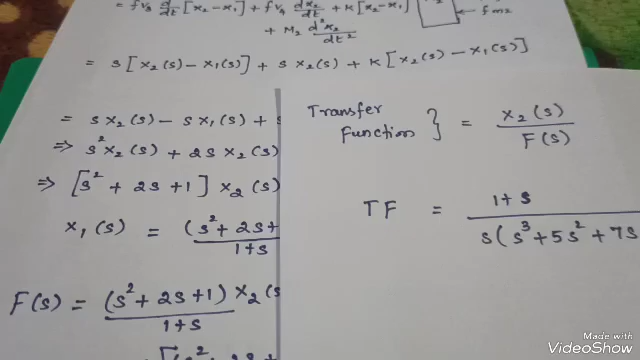 = fv₃ d/dt [x₂-x₁] + fv₄ dx₂/dt + k[x₂-x₁]
+ M₂ d²x₂/dt²
← fm2
= s[x₂(s) - x₁(s)] + s x₂(s) + k[x₂(s) - x₁(s)]
= s x₂(s) - s x₁(s) + s
⇒ s² x₂(s) + 2s x₂(s)
⇒ [s² + 2s + 1] x₂(s)
x₁(s) = (s² + 2s + / 1+s
F(s) = (s² + 2s + 1) x₂(s / 1+s
Transfer
Function } = x₂(s) / F(s)
TF = 1+s / s(s³ + 5s² + 7s
Made with
VideoShow